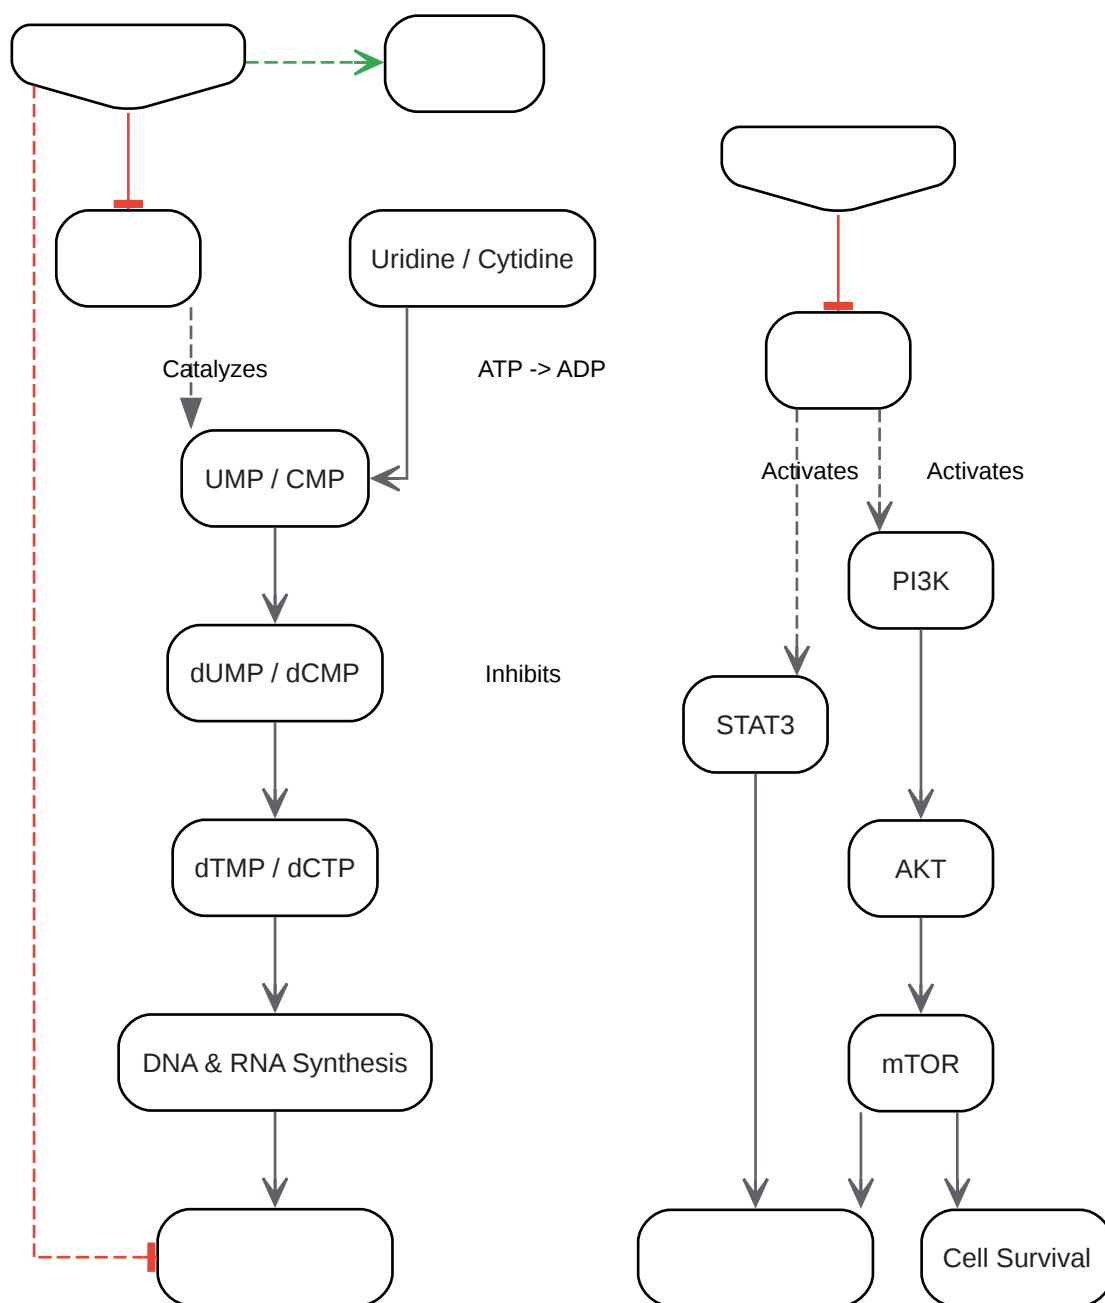 Uridine / Cytidine
Catalyzes
ATP -> ADP
UMP / CMP
Activates
Activates
PI3K
dUMP / dCMP
Inhibits
STAT3
dTMP / dCTP
AKT
DNA & RNA Synthesis
mTOR
Cell Survival